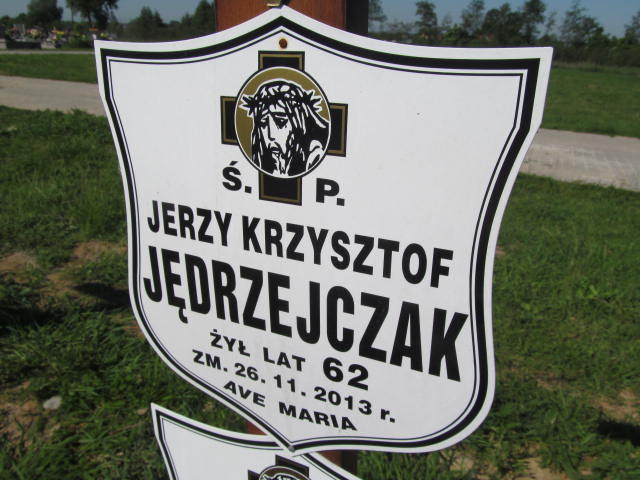 Ś. P.
JERZY KRZYSZTOF
JĘDRZEJCZAK
ŻYŁ LAT 62
ZM. 26.11.2013 r.
AVE MARIA